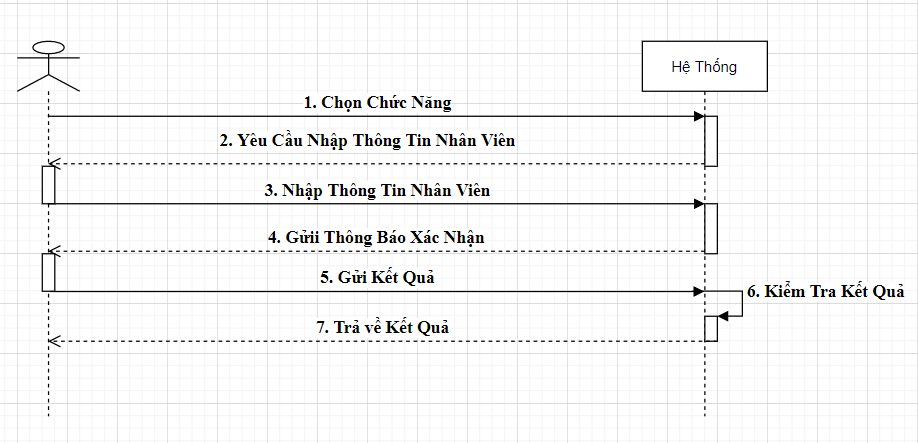 Hệ Thống
1. Chọn Chức Năng
2. Yêu Cầu Nhập Thông Tin Nhân Viên
3. Nhập Thông Tin Nhân Viên
4. Gửii Thông Báo Xác Nhận
5. Gửi Kết Quả
6. Kiểm Tra Kết Quả
7. Trả về Kết Quả